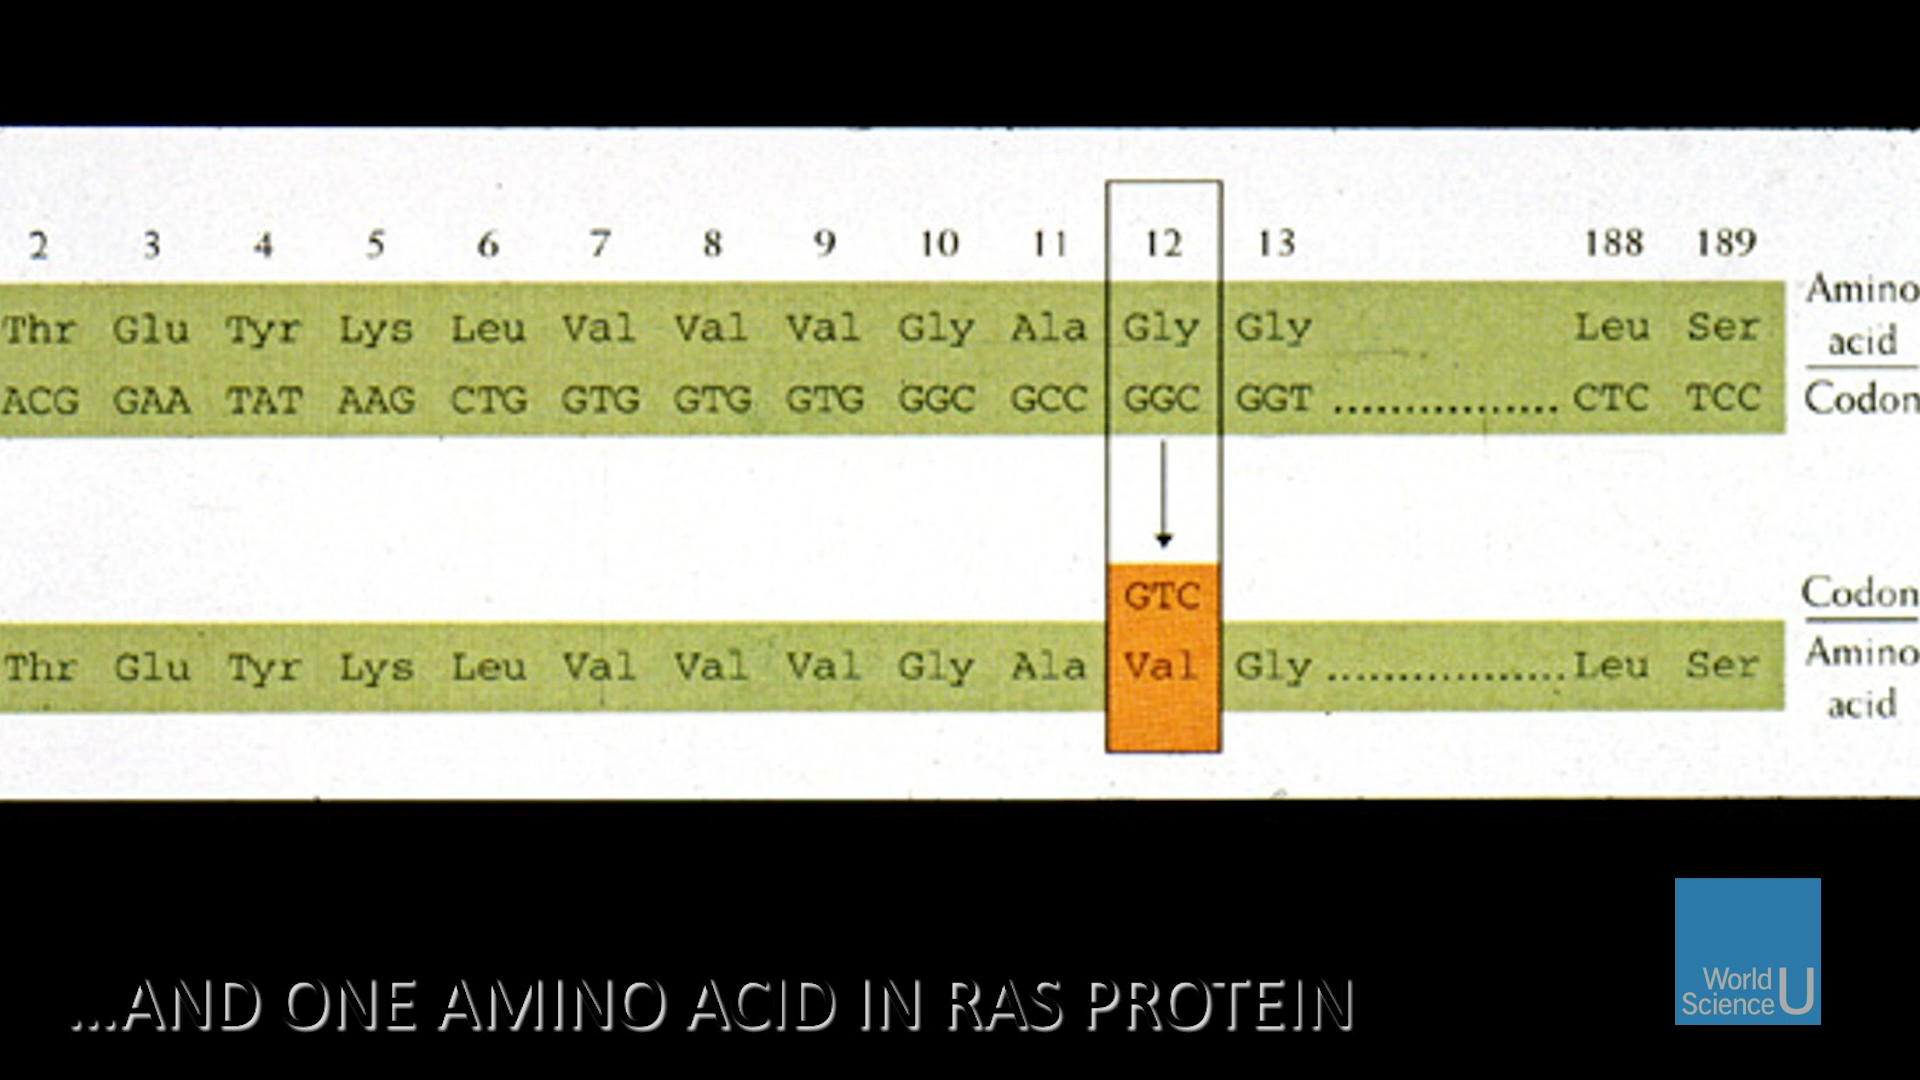 2 3 4 5 6 7 8 9 10 11 12 13 188 189
Amino
acid
Thr Glu Tyr Lys Leu Val Val Val Gly Ala Gly Gly Leu Ser
ACG GAA TAT AAG CTG GTG GTG GTG GGC GCC GGC GGT ................ CTC TCC
Codon
GTC
Codon
Thr Glu Tyr Lys Leu Val Val Val Gly Ala Val Gly ................. Leu Ser
Amino
acid
...AND ONE AMINO ACID IN RAS PROTEIN
World
Science U